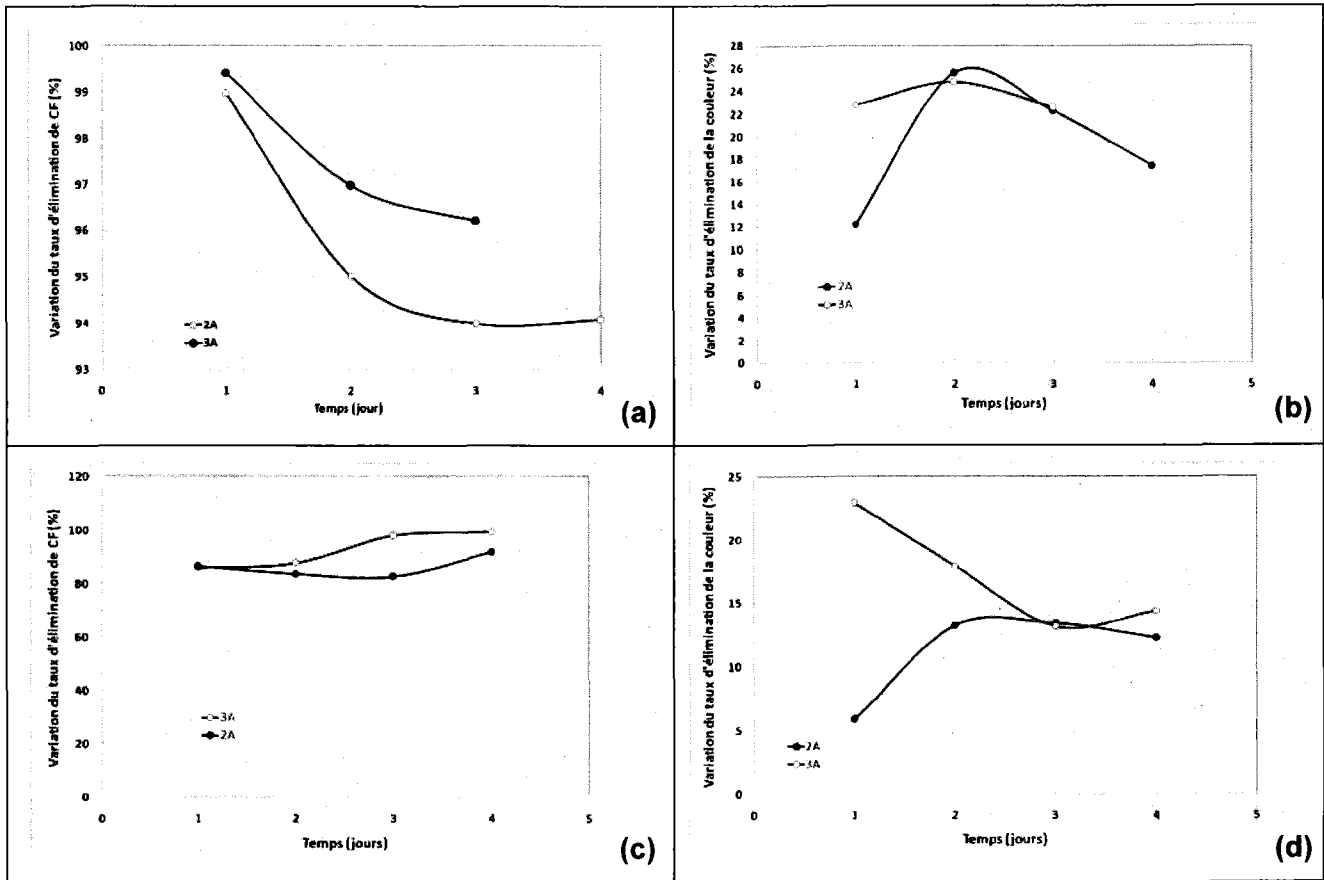 Variation du taux d'élimination de CF (%)
100
99
98
97
96
95
94
93
0
1
2
3
4
Temps (jour)
2A
3A
(a)
Variation du taux d'élimination de la couleur (%)
28
26
24
22
20
18
16
14
12
10
8
6
4
2
0
0
1
2
3
4
5
Temps (jours)
2A
3A
(b)
Variation du taux d'élimination de CF (%)
120
100
80
60
40
20
0
0
1
2
3
4
5
Temps (jours)
3A
2A
(c)
Variation du taux d'élimination de la couleur (%)
25
20
15
10
5
0
0
1
2
3
4
5
Temps (jours)
2A
3A
(d)